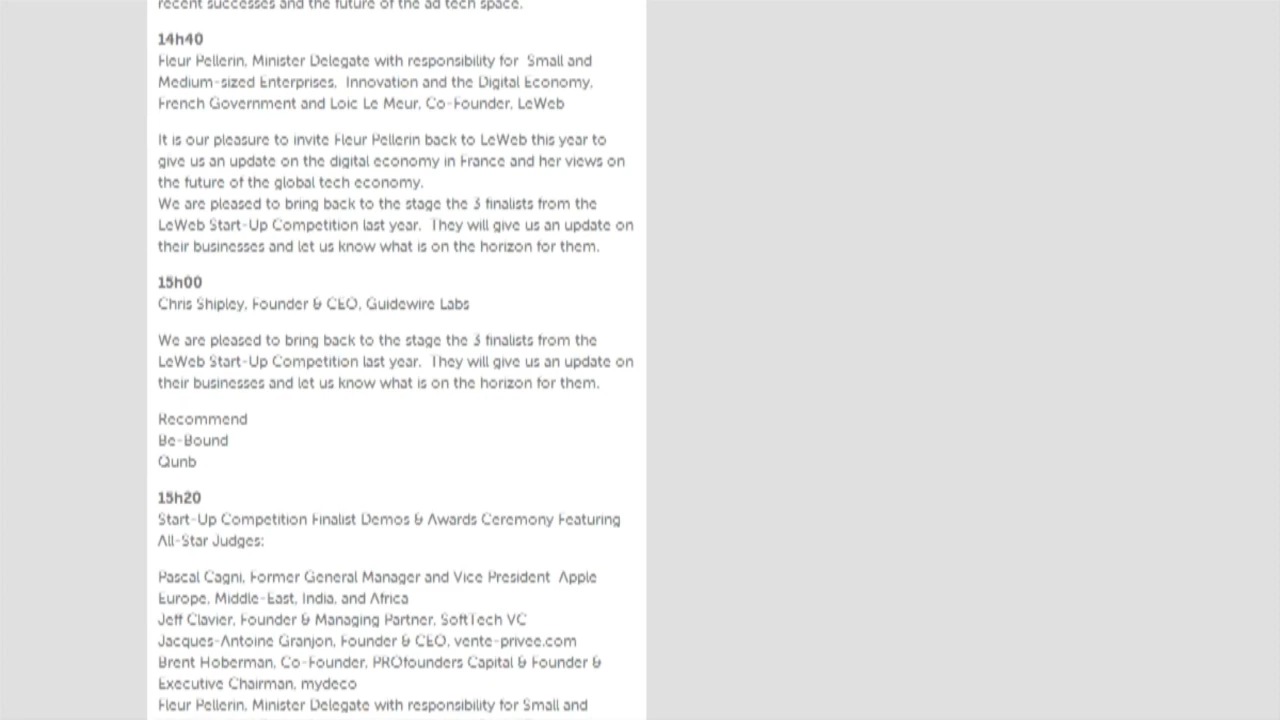 recent successes and the future of the ad tech space.
14h40
Fleur Pellerin, Minister Delegate with responsibility for Small and
Medium-sized Enterprises, Innovation and the Digital Economy,
French Government and Loic Le Meur, Co-Founder, LeWeb
It is our pleasure to invite Fleur Pellerin back to LeWeb this year to
give us an update on the digital economy in France and her views on
the future of the global tech economy.
We are pleased to bring back to the stage the 3 finalists from the
LeWeb Start-Up Competition last year. They will give us an update on
their businesses and let us know what is on the horizon for them.
15h00
Chris Shipley, Founder & CEO, Guidewire Labs
We are pleased to bring back to the stage the 3 finalists from the
LeWeb Start-Up Competition last year. They will give us an update on
their businesses and let us know what is on the horizon for them.
Recommend
Be-Bound
Qunb
15h20
Start-Up Competition Finalist Demos & Awards Ceremony Featuring
All-Star Judges:
Pascal Cagni, Former General Manager and Vice President Apple
Europe, Middle-East, India, and Africa
Jeff Clavier, Founder & Managing Partner, SoftTech VC
Jacques-Antoine Granjon, Founder & CEO, vente-privee.com
Brent Hoberman, Co-Founder, PROfounders Capital & Founder &
Executive Chairman, mydeco
Fleur Pellerin, Minister Delegate with responsibility for Small and